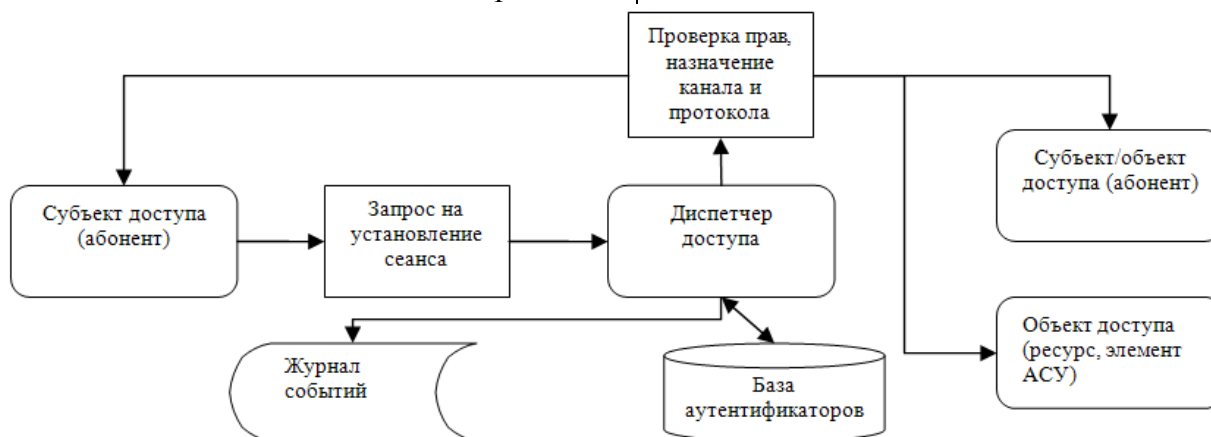 Проверка прав,
назначение
канала и
протокола
Субъект/объект
доступа (абонент)
Субъект доступа
(абонент)
Запрос на
установление
сеанса
Диспетчер
доступа
Объект доступа
(ресурс, элемент
АСУ)
Журнал
событий
База
аутентификаторов